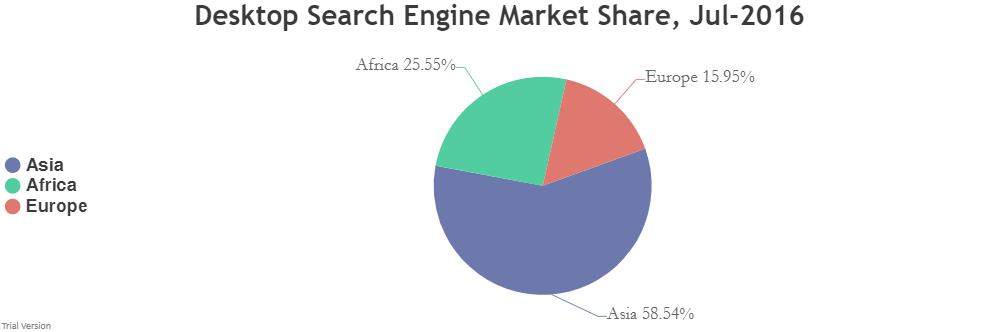 Desktop Search Engine Market Share, Jul-2016
Africa 25.55%
Europe 15.95%
Asia
Africa
Europe
Asia 58.54%
Trial Version